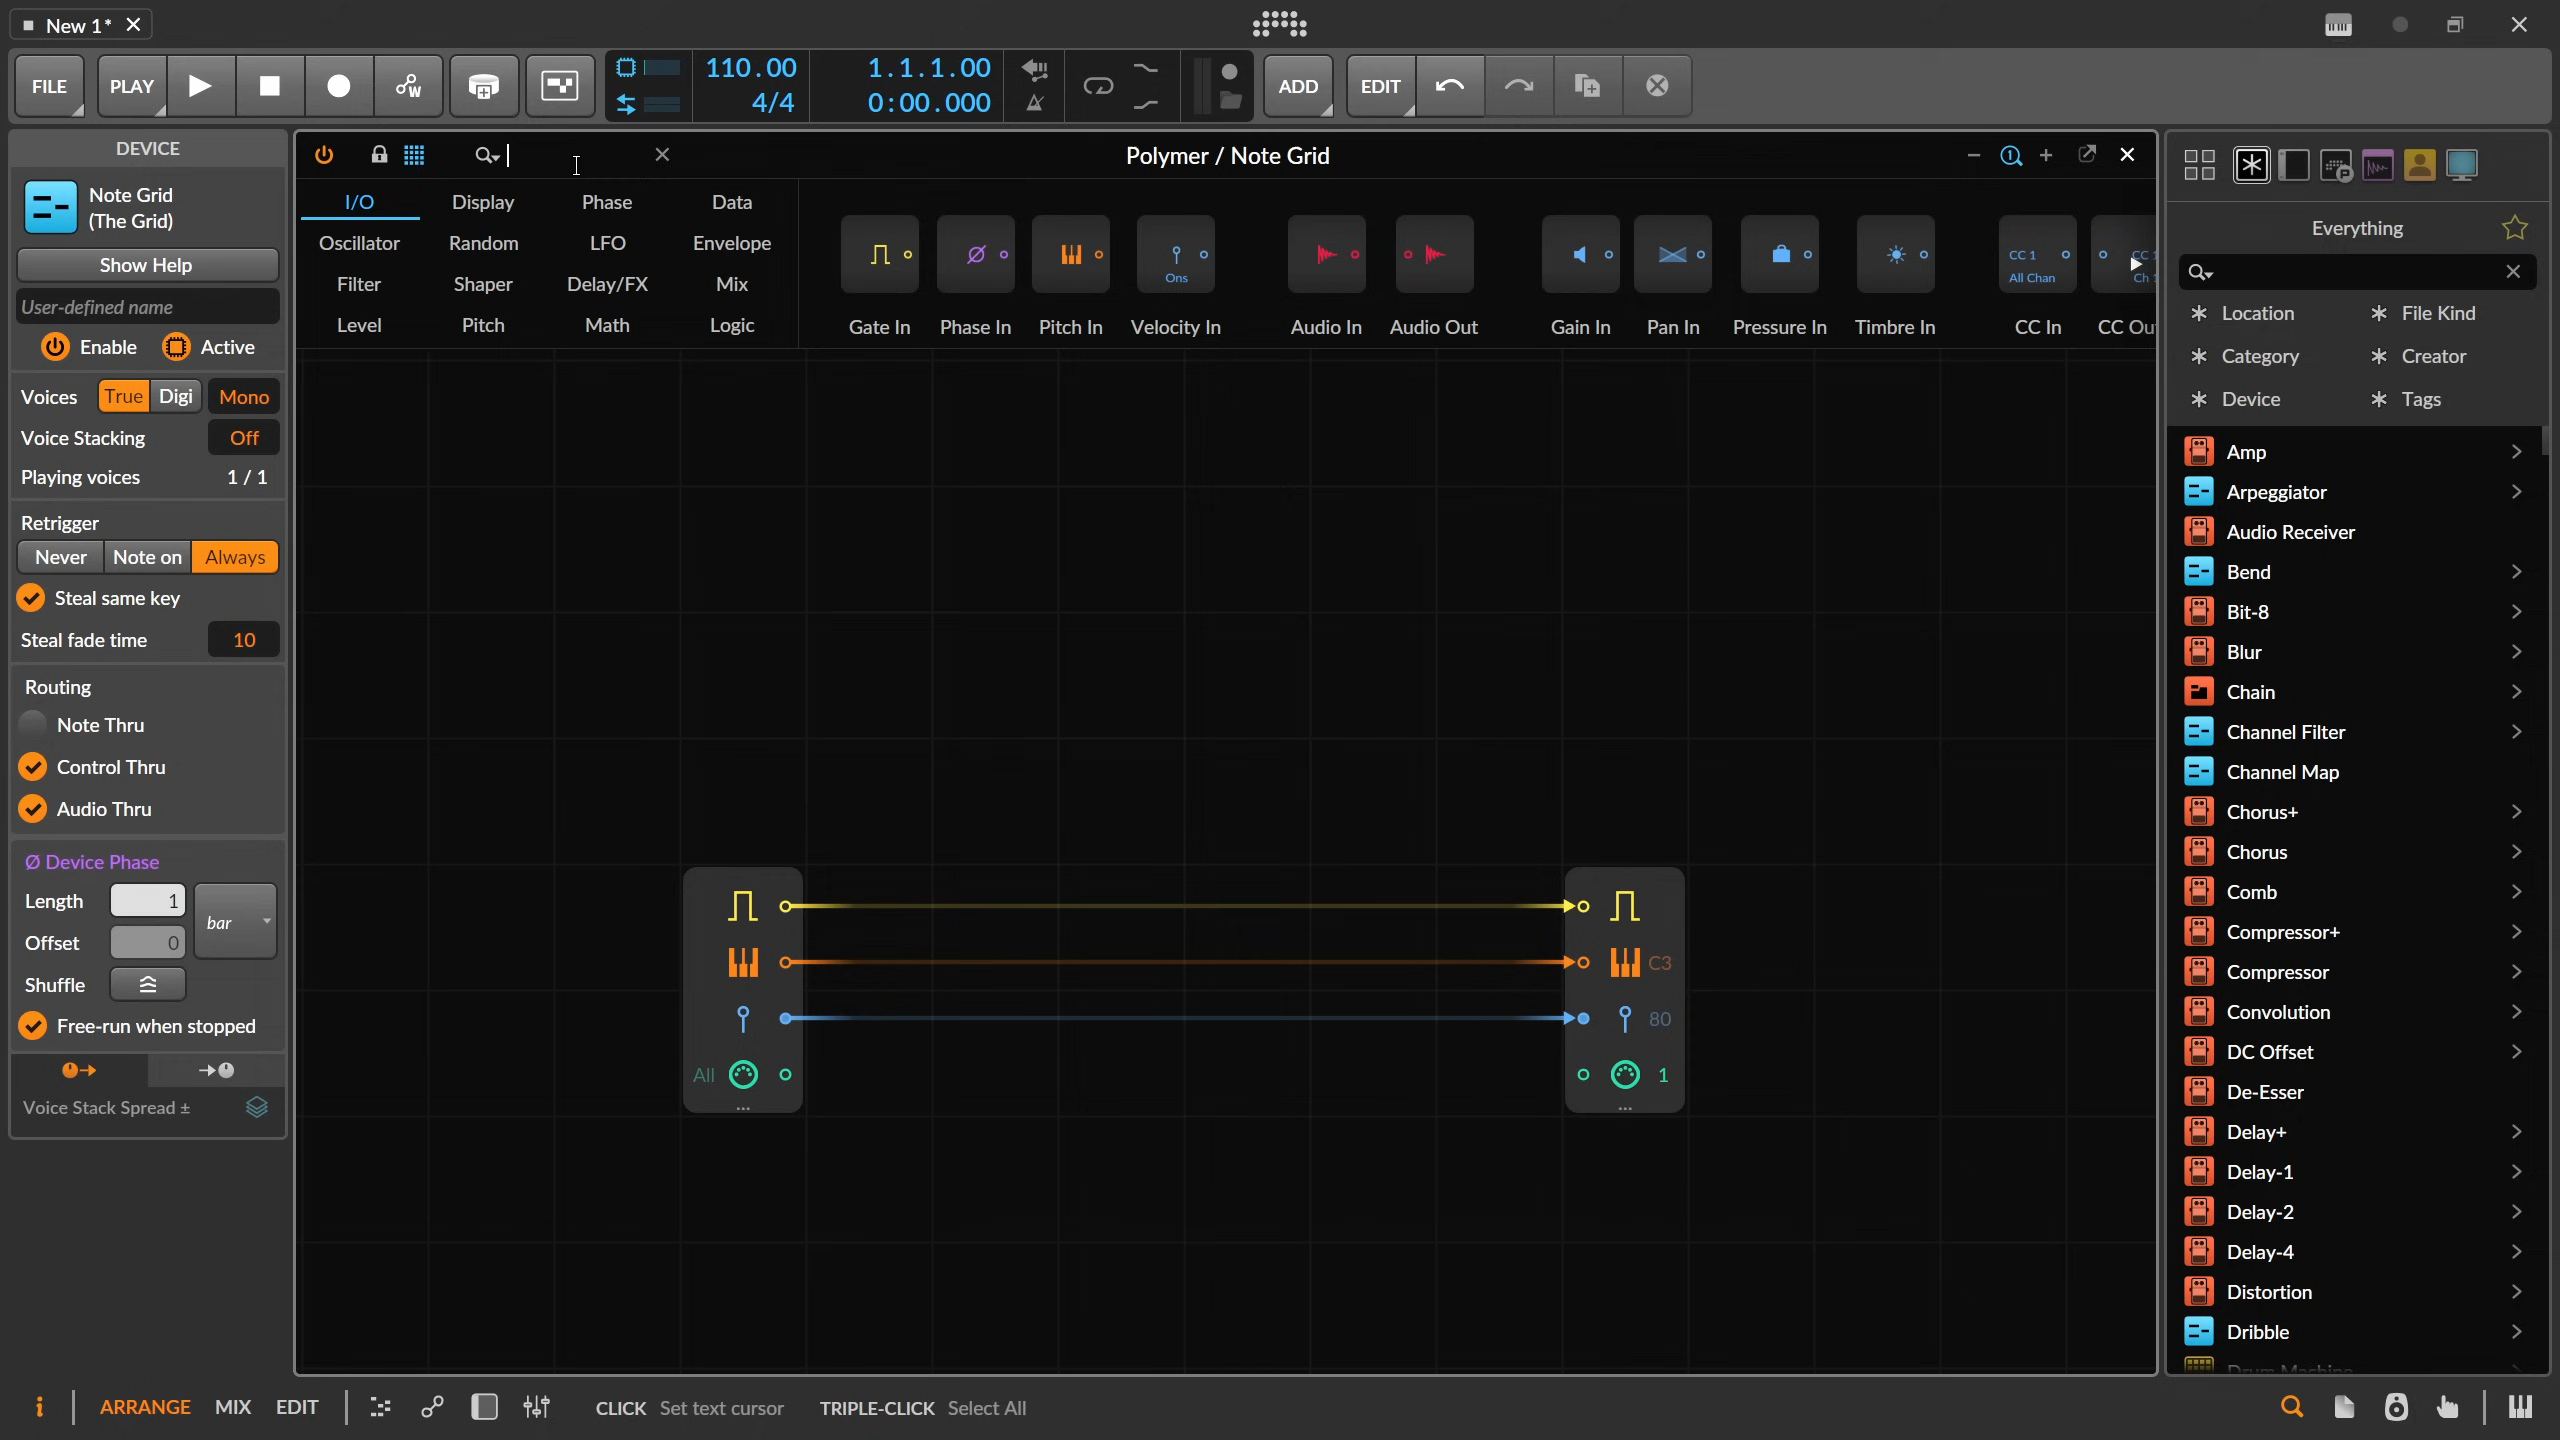 New 1*
FILE
PLAY
110.00
4/4
1.1.1.00
0:00.000
ADD
EDIT
DEVICE
Note Grid
(The Grid)
Show Help
User-defined name
Enable
Active
Voices
True
Digi
Mono
Voice Stacking
Off
Playing voices
1 / 1
Retrigger
Never
Note on
Always
Steal same key
Steal fade time
10
Routing
Note Thru
Control Thru
Audio Thru
Ø Device Phase
Length
1
bar
Offset
0
Shuffle
Free-run when stopped
Voice Stack Spread ±
Polymer / Note Grid
I/O
Display
Phase
Data
Oscillator
Random
LFO
Envelope
Filter
Shaper
Delay/FX
Mix
Level
Pitch
Math
Logic
Ons
CC 1
All Chan
CC 1
Ch 1
Gate In
Phase In
Pitch In
Velocity In
Audio In
Audio Out
Gain In
Pan In
Pressure In
Timbre In
CC In
CC Ou
C3
80
All
1
Everything
Location
File Kind
Category
Creator
Device
Tags
Amp
Arpeggiator
Audio Receiver
Bend
Bit-8
Blur
Chain
Channel Filter
Channel Map
Chorus+
Chorus
Comb
Compressor+
Compressor
Convolution
DC Offset
De-Esser
Delay+
Delay-1
Delay-2
Delay-4
Distortion
Dribble
Drum Machine
ARRANGE
MIX
EDIT
CLICK Set text cursor
TRIPLE-CLICK Select All